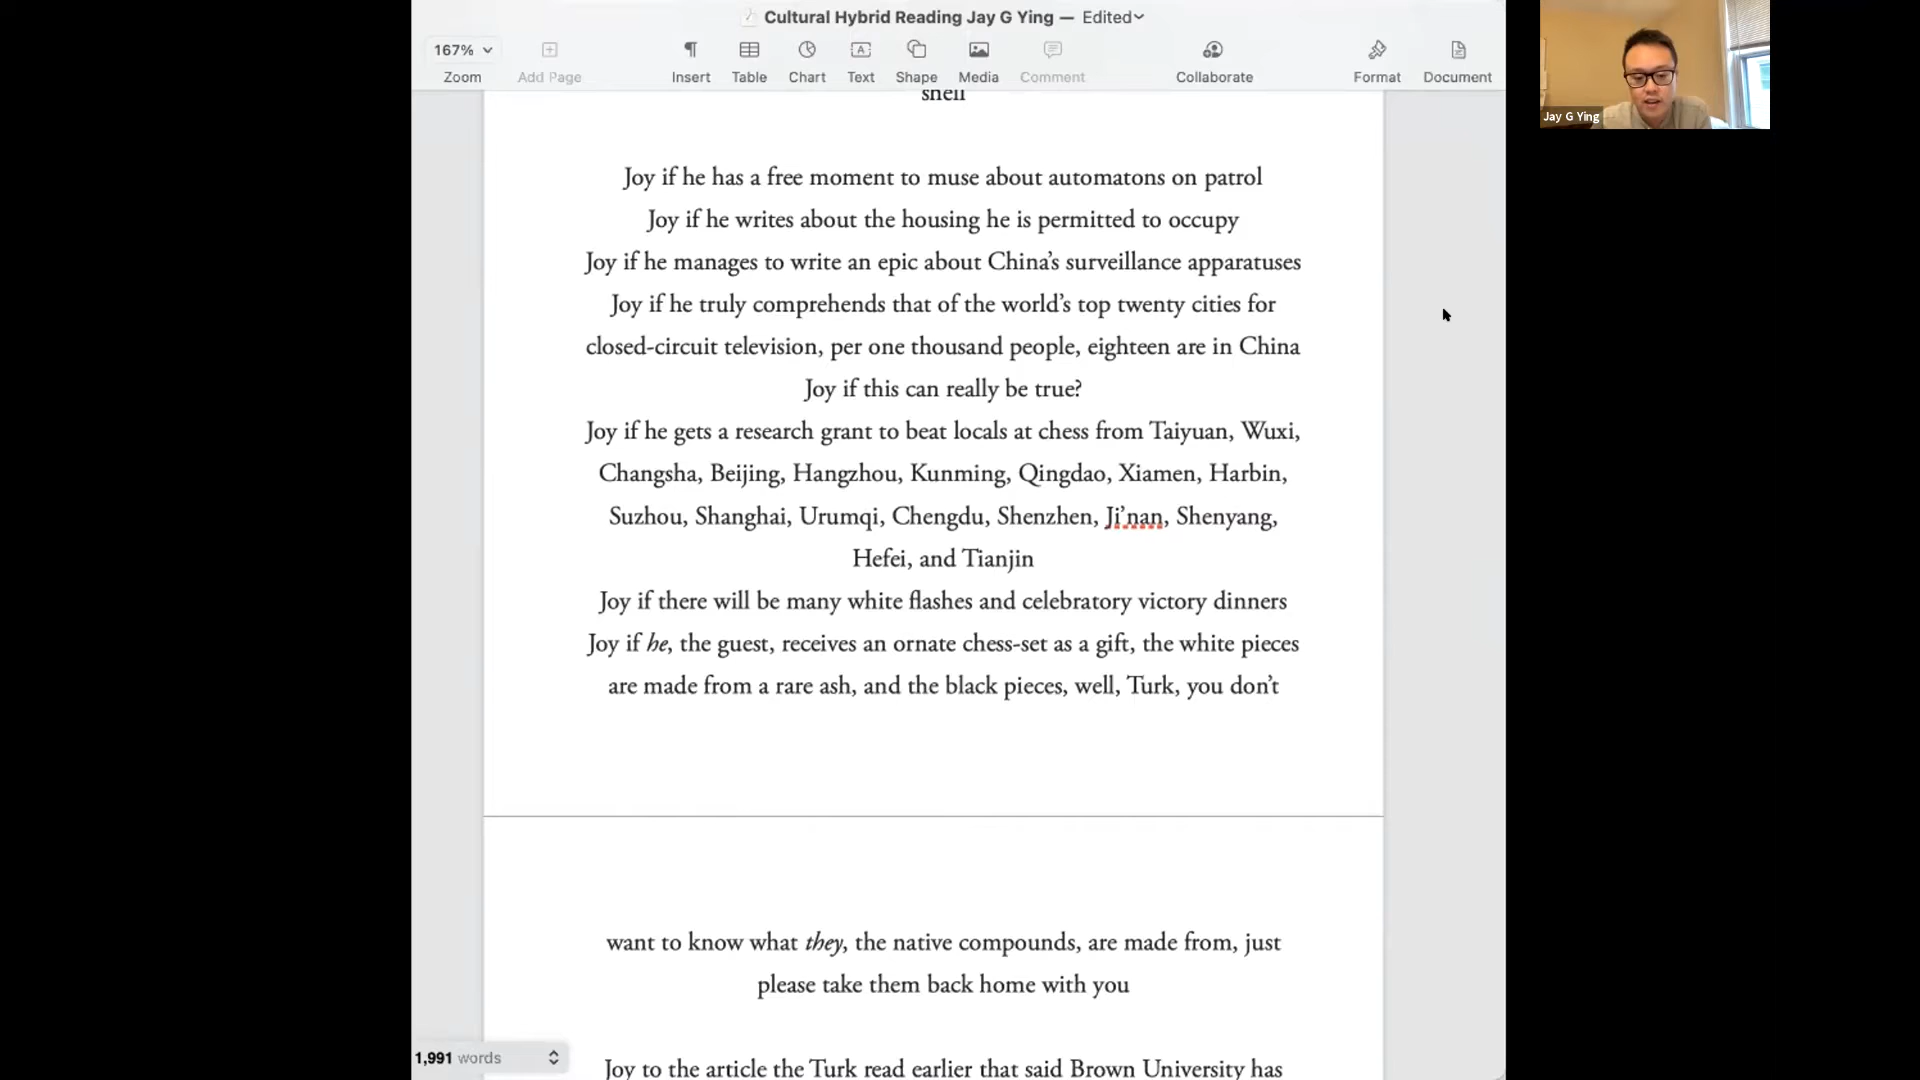 Cultural Hybrid Reading Jay G Ying — Edited
167%
Zoom
Add Page
Insert
Table
Chart
Text
Shape
Media
Comment
Collaborate
Format
Document
Jay G Ying
shell
Joy if he has a free moment to muse about automatons on patrol
Joy if he writes about the housing he is permitted to occupy
Joy if he manages to write an epic about China’s surveillance apparatuses
Joy if he truly comprehends that of the world’s top twenty cities for
closed-circuit television, per one thousand people, eighteen are in China
Joy if this can really be true?
Joy if he gets a research grant to beat locals at chess from Taiyuan, Wuxi,
Changsha, Beijing, Hangzhou, Kunming, Qingdao, Xiamen, Harbin,
Suzhou, Shanghai, Urumqi, Chengdu, Shenzhen, Ji’nan, Shenyang,
Hefei, and Tianjin
Joy if there will be many white flashes and celebratory victory dinners
Joy if he, the guest, receives an ornate chess-set as a gift, the white pieces
are made from a rare ash, and the black pieces, well, Turk, you don’t
want to know what they, the native compounds, are made from, just
please take them back home with you
Joy to the article the Turk read earlier that said Brown University has
1,991 words